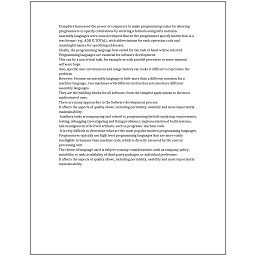 Compilers harnessed the power of computers to make programming easier by allowing
programmers to specify calculations by entering a formula using infix notation.
Assembly languages were soon developed that let the programmer specify instruction in a
text format (e.g., ADD X, TOTAL), with abbreviations for each operation code and
meaningful names for specifying addresses.
Ideally, the programming language best suited for the task at hand will be selected.
Programming languages are essential for software development.
This can be a non-trivial task, for example as with parallel processes or some unusual
software bugs.
Also, specific user environment and usage history can make it difficult to reproduce the
problem.
However, because an assembly language is little more than a different notation for a
machine language, two machines with different instruction sets also have different
assembly languages.
They are the building blocks for all software, from the simplest applications to the most
sophisticated ones.
There are many approaches to the Software development process.
It affects the aspects of quality above, including portability, usability and most importantly
maintainability.
Auxiliary tasks accompanying and related to programming include analyzing requirements,
testing, debugging (investigating and fixing problems), implementation of build systems,
and management of derived artifacts, such as programs' machine code.
It is very difficult to determine what are the most popular modern programming languages.
Programmers typically use high-level programming languages that are more easily
intelligible to humans than machine code, which is directly executed by the central
processing unit.
The choice of language used is subject to many considerations, such as company policy,
suitability to task, availability of third-party packages, or individual preference.
It affects the aspects of quality above, including portability, usability and most importantly
maintainability.